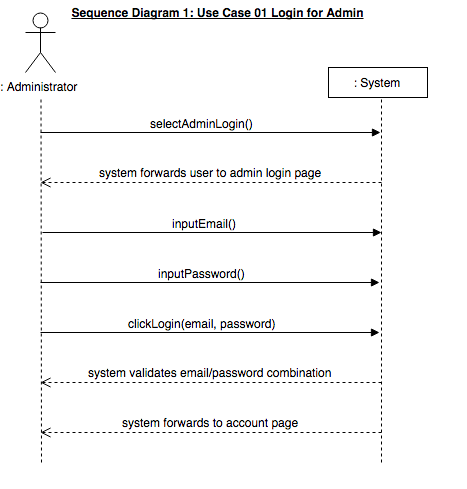 Sequence Diagram 1: Use Case 01 Login for Admin
: Administrator
: System
selectAdminLogin()
system forwards user to admin login page
inputEmail()
inputPassword()
clickLogin(email, password)
system validates email/password combination
system forwards to account page